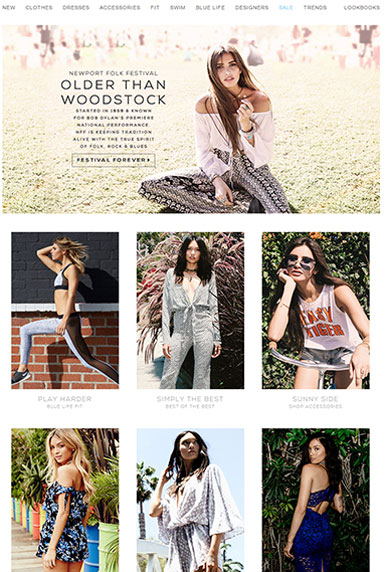 NEW CLOTHES DRESSES ACCESSORIES FIT SWIM BLUE LIFE DESIGNERS SALE TRENDS LOOKBOOKS
NEWPORT FOLK FESTIVAL
OLDER THAN
WOODSTOCK
STARTED IN 1959 & KNOWN
FOR BOB DYLAN'S PREMIERE
NATIONAL PERFORMANCE.
NFF IS KEEPING TRADITION
ALIVE WITH THE TRUE SPIRIT
OF FOLK, ROCK & BLUES
FESTIVAL FOREVER
PLAY HARDER
BLUE LIFE FIT
SIMPLY THE BEST
BEST OF THE BEST
SUNNY SIDE
SHOP ACCESSORIES
TIGER